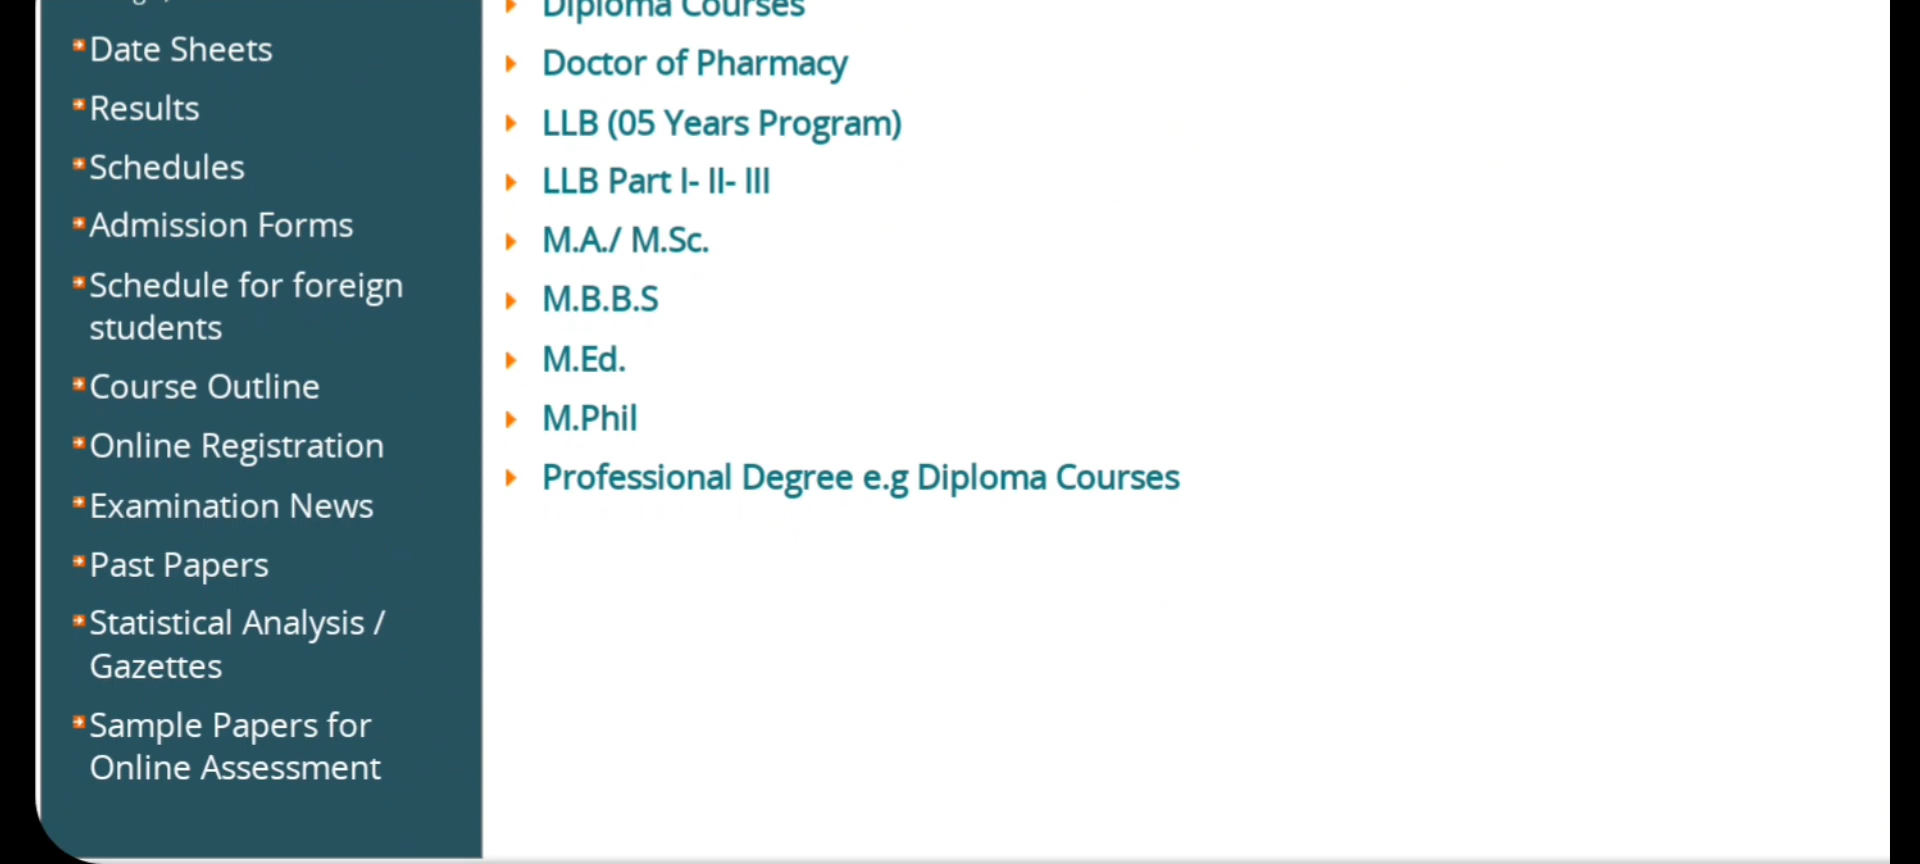 Date Sheets
Results
Schedules
Admission Forms
Schedule for foreign
students
Course Outline
Online Registration
Examination News
Past Papers
Statistical Analysis /
Gazettes
Sample Papers for
Online Assessment
Diploma Courses
Doctor of Pharmacy
LLB (05 Years Program)
LLB Part I- II- III
M.A./ M.Sc.
M.B.B.S
M.Ed.
M.Phil
Professional Degree e.g Diploma Courses